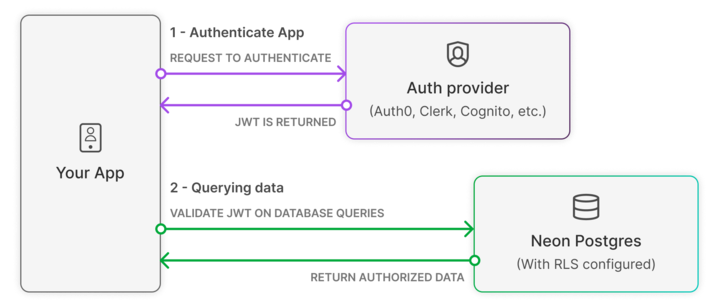 1 - Authenticate App
REQUEST TO AUTHENTICATE
JWT IS RETURNED
Auth provider
(Auth0, Clerk, Cognito, etc.)
Your App
2 - Querying data
VALIDATE JWT ON DATABASE QUERIES
RETURN AUTHORIZED DATA
Neon Postgres
(With RLS configured)